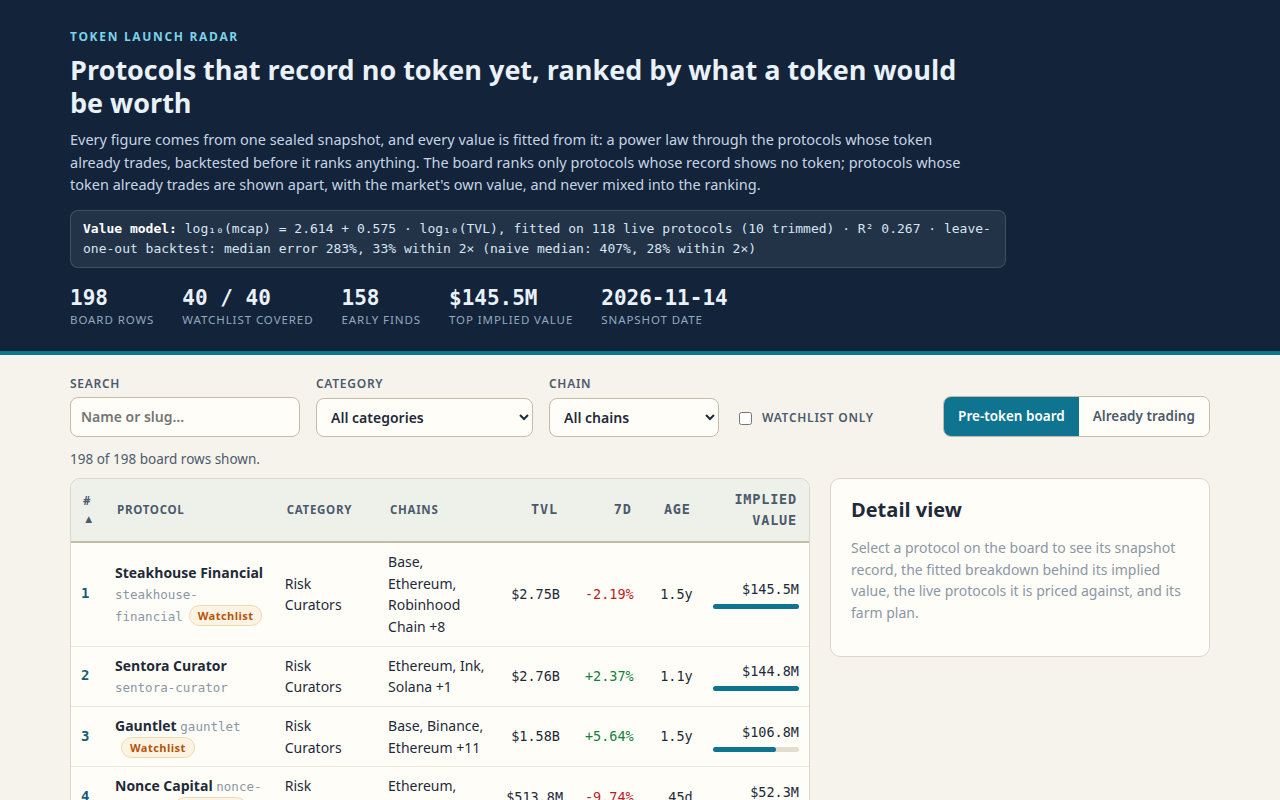 TOKEN LAUNCH RADAR
Protocols that record no token yet, ranked by what a token would
be worth
Every figure comes from one sealed snapshot, and every value is fitted from it: a power law through the protocols whose token
already trades, backtested before it ranks anything. The board ranks only protocols whose record shows no token; protocols whose
token already trades are shown apart, with the market's own value, and never mixed into the ranking.
Value model: log₁₀(mcap) = 2.614 + 0.575 · log₁₀(TVL), fitted on 118 live protocols (10 trimmed) · R² 0.267 · leave-
one-out backtest: median error 283%, 33% within 2× (naive median: 407%, 28% within 2×)
198 40 / 40 158 $145.5M 2026-11-14
BOARD ROWS WATCHLIST COVERED EARLY FINDS TOP IMPLIED VALUE SNAPSHOT DATE
SEARCH CATEGORY CHAIN
Name or slug... All categories All chains WATCHLIST ONLY Pre-token board Already trading
198 of 198 board rows shown.
# ▲ PROTOCOL CATEGORY CHAINS TVL 7D AGE IMPLIED
VALUE
1 Steakhouse Financial
steakhouse-
financial Watchlist
Risk
Curators
Base,
Ethereum,
Robinhood
Chain +8
$2.75B -2.19% 1.5y $145.5M
2 Sentora Curator
sentora-curator
Risk
Curators
Ethereum, Ink,
Solana +1
$2.76B +2.37% 1.1y $144.8M
3 Gauntlet gauntlet
Watchlist
Risk
Curators
Base, Binance,
Ethereum +11
$1.58B +5.64% 1.5y $106.8M
4 Nonce Capital nonce-
Risk
Ethereum,
$513.8M -9.74% 45d $52.3M
Detail view
Select a protocol on the board to see its snapshot
record, the fitted breakdown behind its implied
value, the live protocols it is priced against, and its
farm plan.